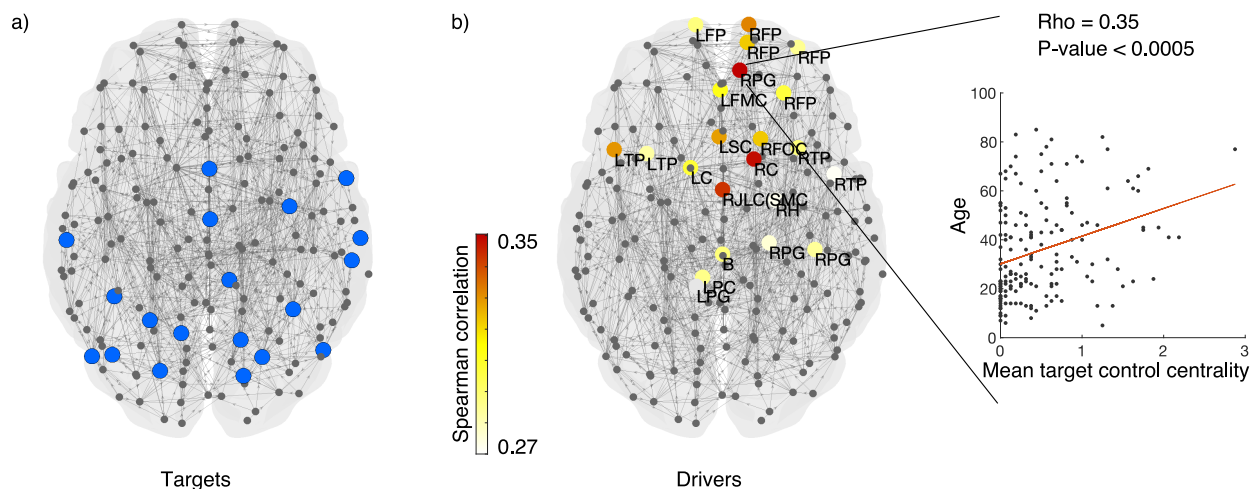 a)
b)
LFP
RFP
RFP
RFP
RPG
LFMC
RFP
LSC
RFOC
RTP
LTP
LTP
LC
RC
RTP
RJLC(SMC
RH
RPG
RPG
B
LPC
LPG
Spearman correlation
0.35
0.27
Targets
Drivers
Rho = 0.35
P-value < 0.0005
Age
100
80
60
40
20
0
0
1
2
3
Mean target control centrality